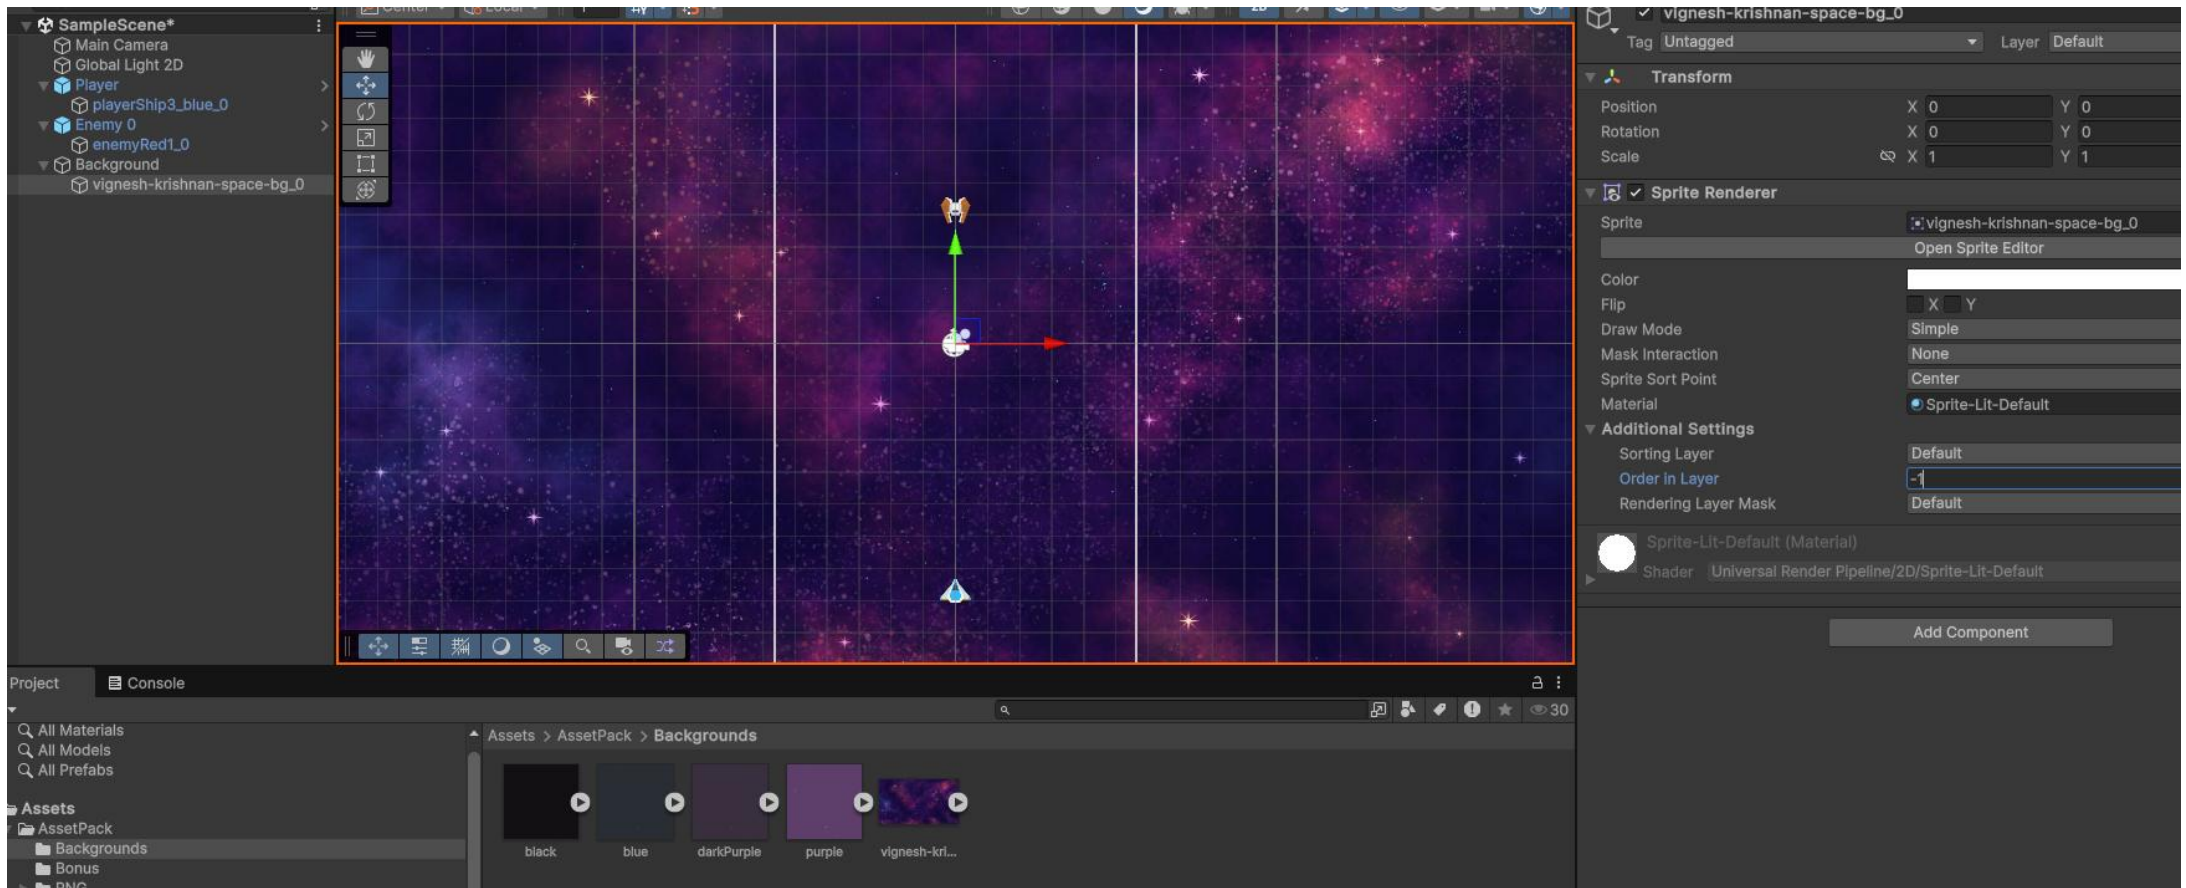 SampleScene*
Main Camera
Global Light 2D
Player
playerShip3_blue_0
Enemy 0
enemyRed1_0
Background
vignesh-krishnan-space-bg_0
Center
Local
2D
vignesh-krishnan-space-bg_0
Tag Untagged Layer Default
Transform
Position X 0 Y 0
Rotation X 0 Y 0
Scale X 1 Y 1
Sprite Renderer
Sprite vignesh-krishnan-space-bg_0
Open Sprite Editor
Color
Flip X Y
Draw Mode Simple
Mask Interaction None
Sprite Sort Point Center
Material Sprite-Lit-Default
Additional Settings
Sorting Layer Default
Order in Layer -1
Rendering Layer Mask Default
Sprite-Lit-Default (Material)
Shader Universal Render Pipeline/2D/Sprite-Lit-Default
Add Component
Project Console
30
All Materials
All Models
All Prefabs
Assets
AssetPack
Backgrounds
Bonus
PNG
Assets > AssetPack > Backgrounds
black
blue
darkPurple
purple
vignesh-kri...